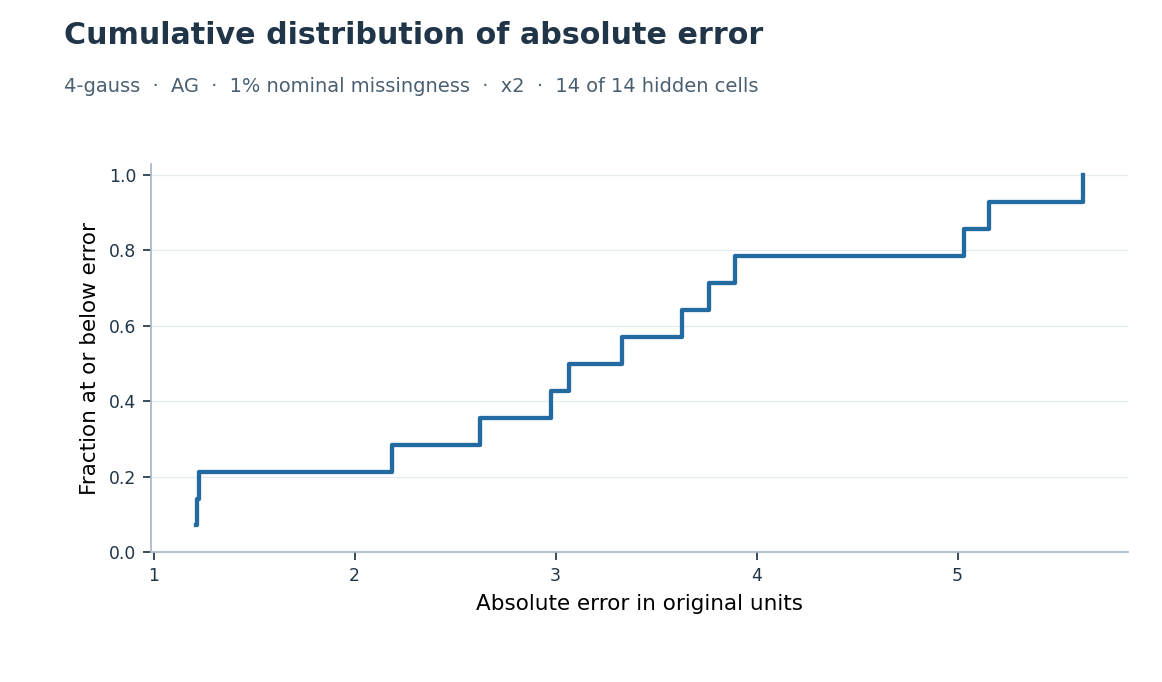 Cumulative distribution of absolute error
4-gauss · AG · 1% nominal missingness · x2 · 14 of 14 hidden cells
1.0
0.8
0.6
0.4
0.2
0.0
Fraction at or below error
1 2 3 4 5
Absolute error in original units